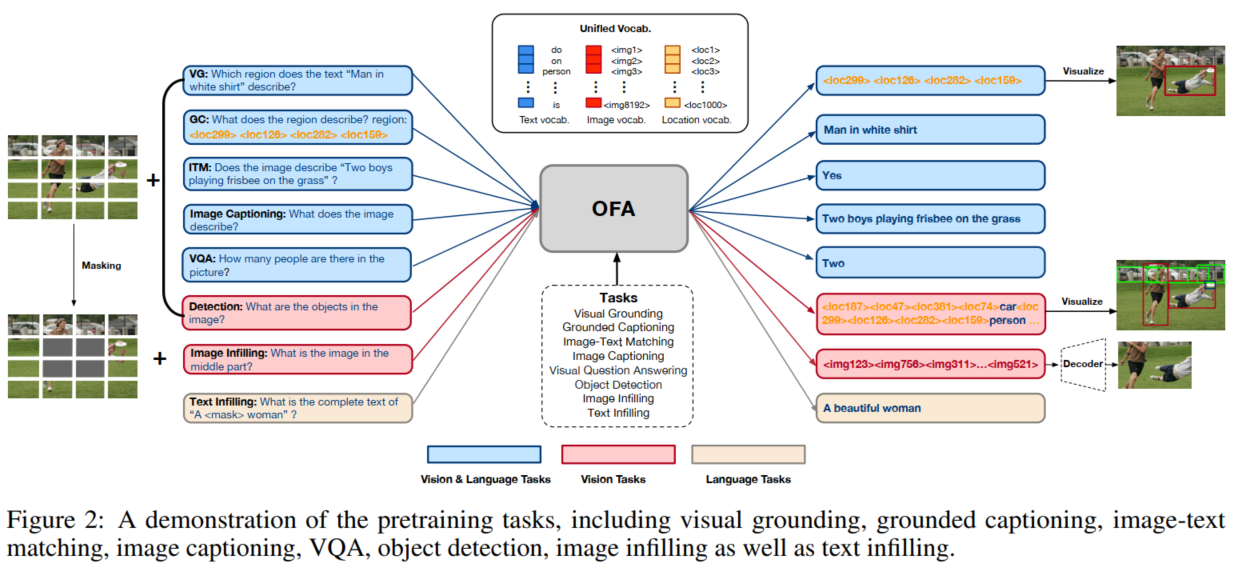 Unified Vocab.
do
on
person
is
Text vocab.
<img1>
<img2>
<img3>
<img8192>
Image vocab.
<loc1>
<loc2>
<loc3>
<loc1000>
Location vocab.
Masking
+
+
VG: Which region does the text “Man in
white shirt” describe?
GC: What does the region describe? region:
<loc299> <loc126> <loc282> <loc159>
ITM: Does the image describe “Two boys
playing frisbee on the grass” ?
Image Captioning: What does the image
describe?
VQA: How many people are there in the
picture?
Detection: What are the objects in the
image?
Image Infilling: What is the image in the
middle part?
Text Infilling: What is the complete text of
“A <mask> woman” ?
OFA
Tasks
Visual Grounding
Grounded Captioning
Image-Text Matching
Image Captioning
Visual Question Answering
Object Detection
Image Infilling
Text Infilling
<loc299> <loc126> <loc282> <loc159>
Visualize
Man in white shirt
Yes
Two boys playing frisbee on the grass
Two
<loc187><loc47><loc381><loc74>car<loc
299><loc126><loc282><loc159>person ...
Visualize
<img123><img756><img311>...<img521>
Decoder
A beautiful woman
Vision & Language Tasks
Vision Tasks
Language Tasks
Figure 2: A demonstration of the pretraining tasks, including visual grounding, grounded captioning, image-text
matching, image captioning, VQA, object detection, image infilling as well as text infilling.